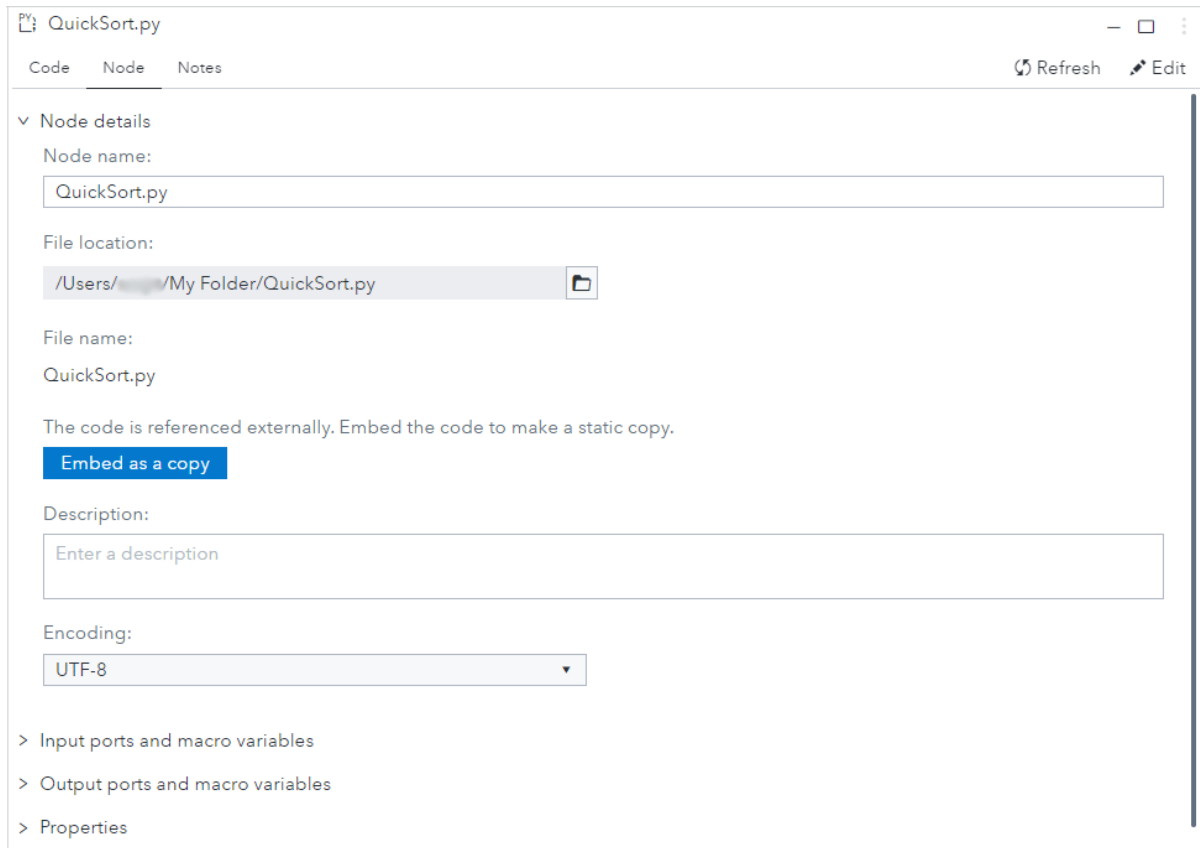 PY QuickSort.py
Code Node Notes Refresh Edit
Node details
Node name:
QuickSort.py
File location:
/Users/ /My Folder/QuickSort.py
File name:
QuickSort.py
The code is referenced externally. Embed the code to make a static copy.
Embed as a copy
Description:
Enter a description
Encoding:
UTF-8
Input ports and macro variables
Output ports and macro variables
Properties